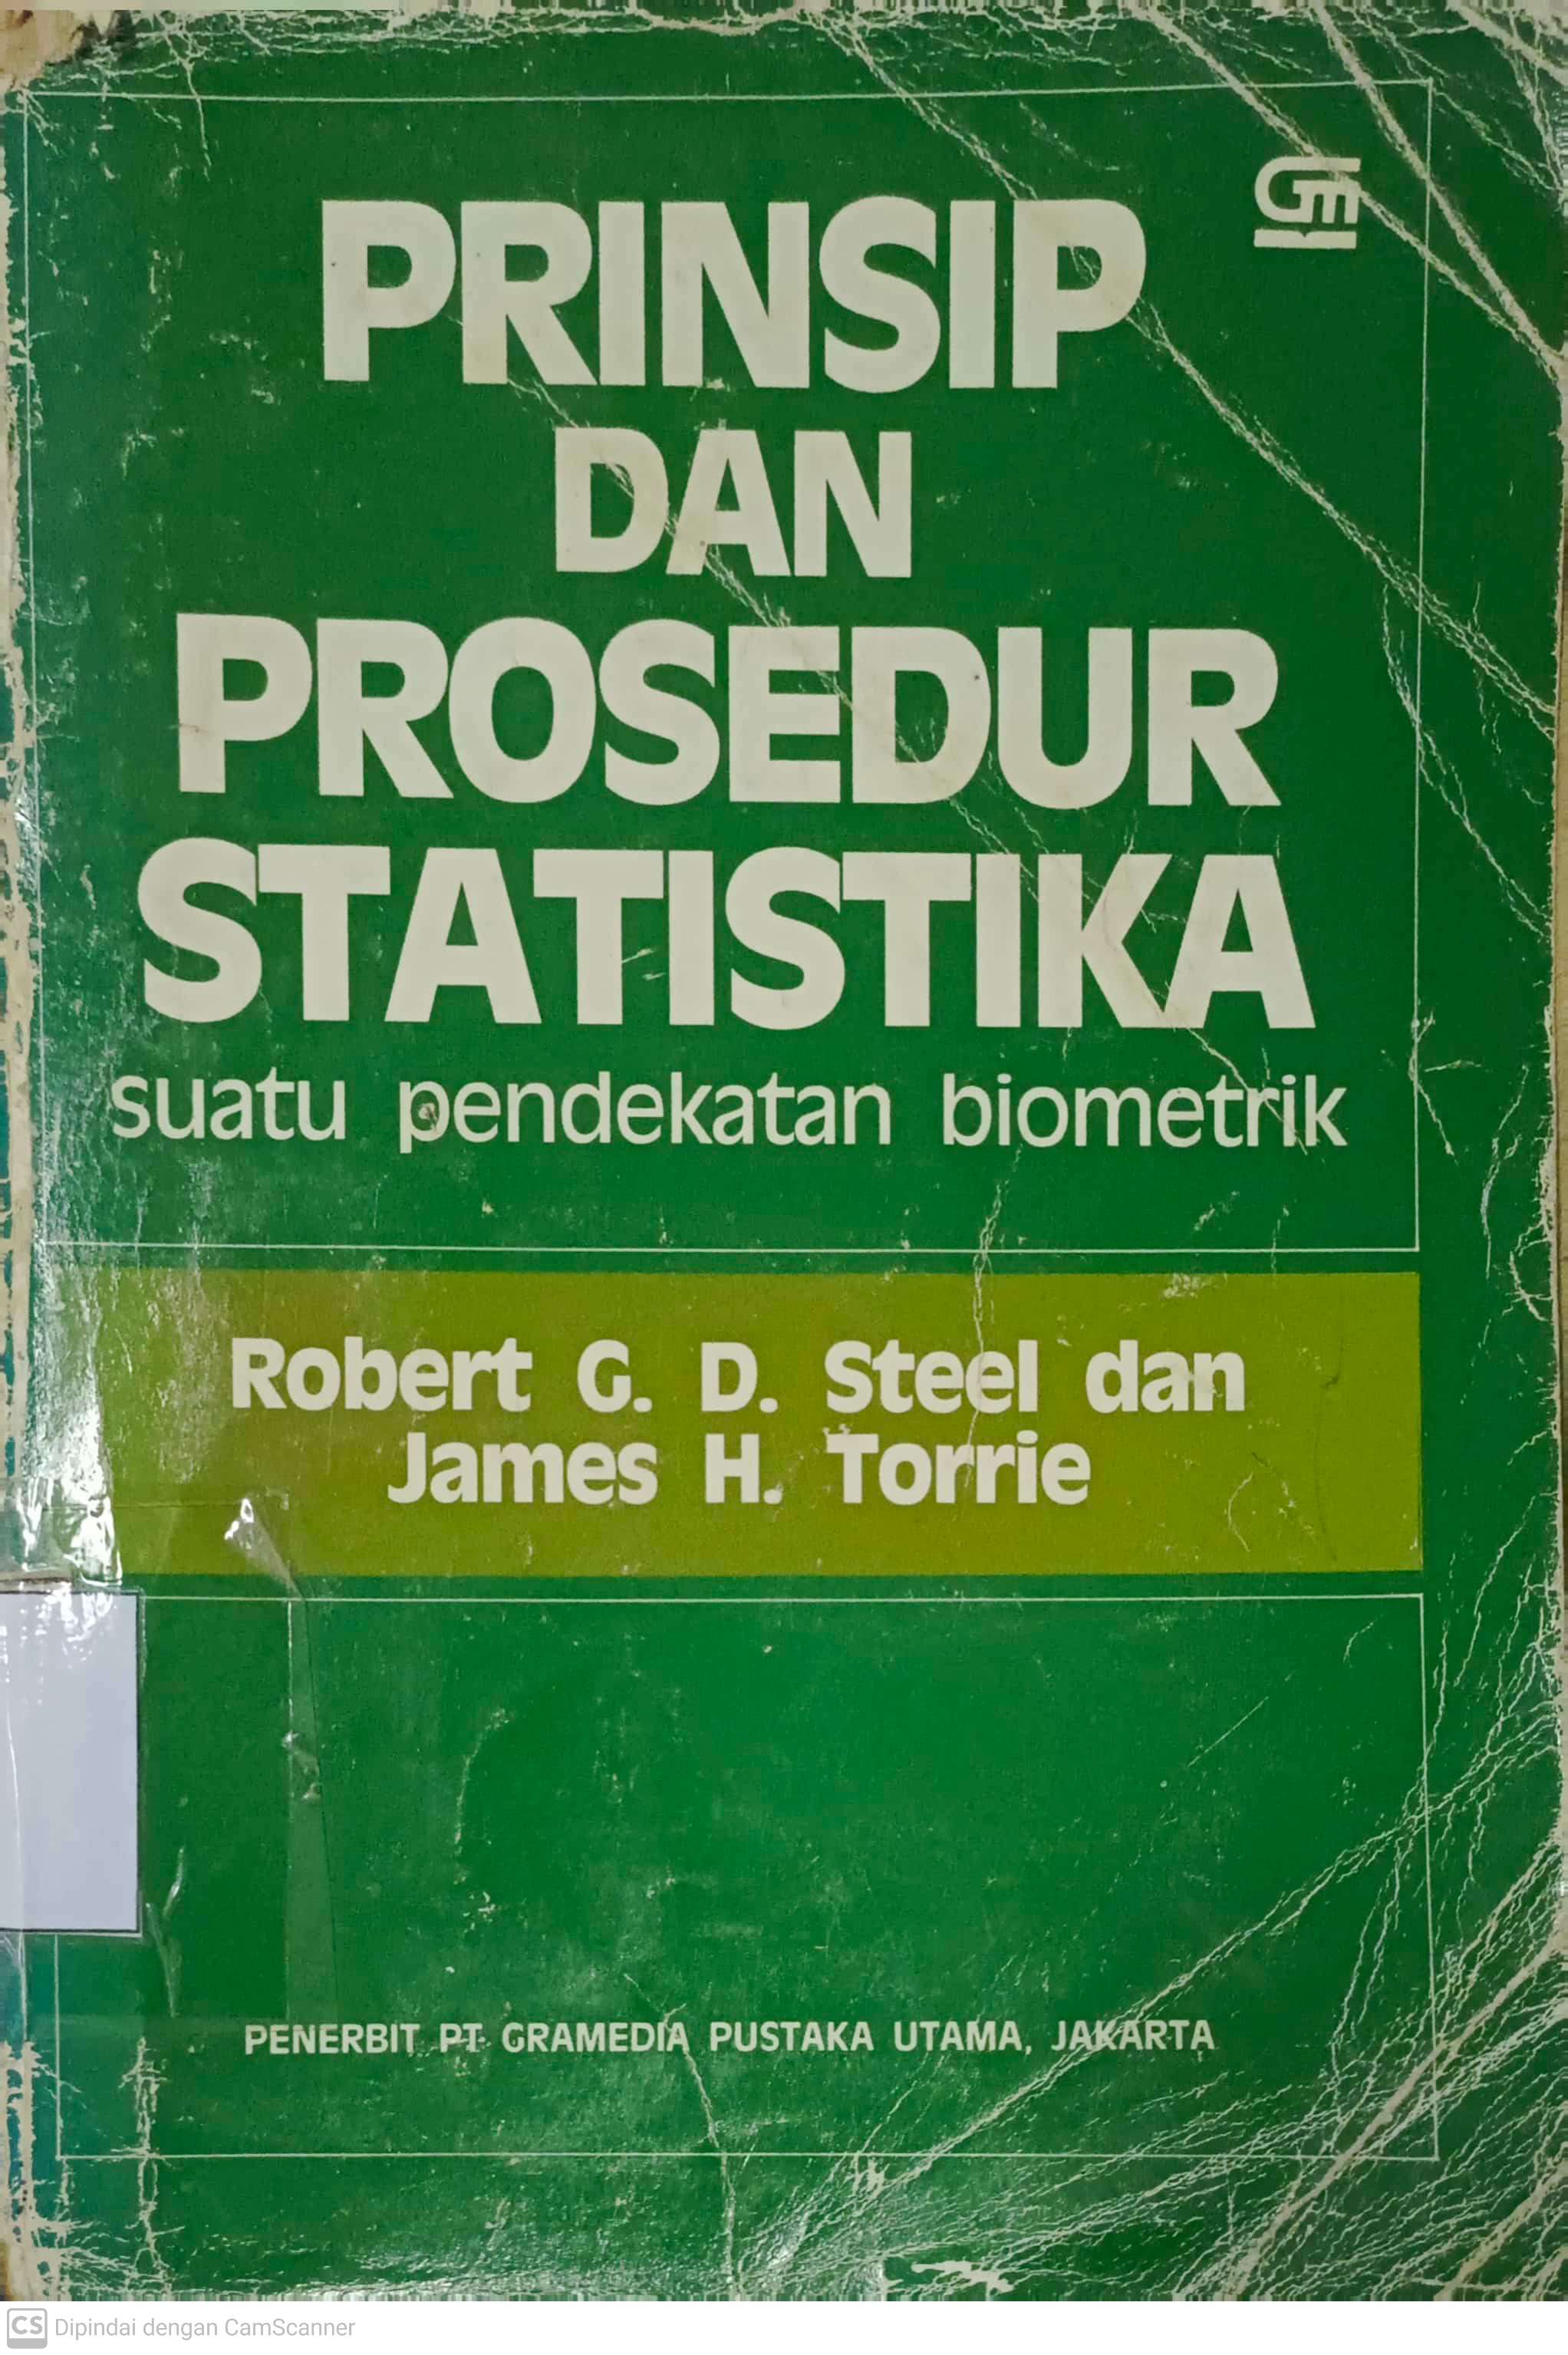 Gm
PRINSIP
DAN
PROSEDUR
STATISTIKA
suatu pendekatan biometrik
Robert G. D. Steel dan
James H. Torrie
PENERBIT PT GRAMEDIA PUSTAKA UTAMA, JAKARTA
CS Dipindai dengan CamScanner